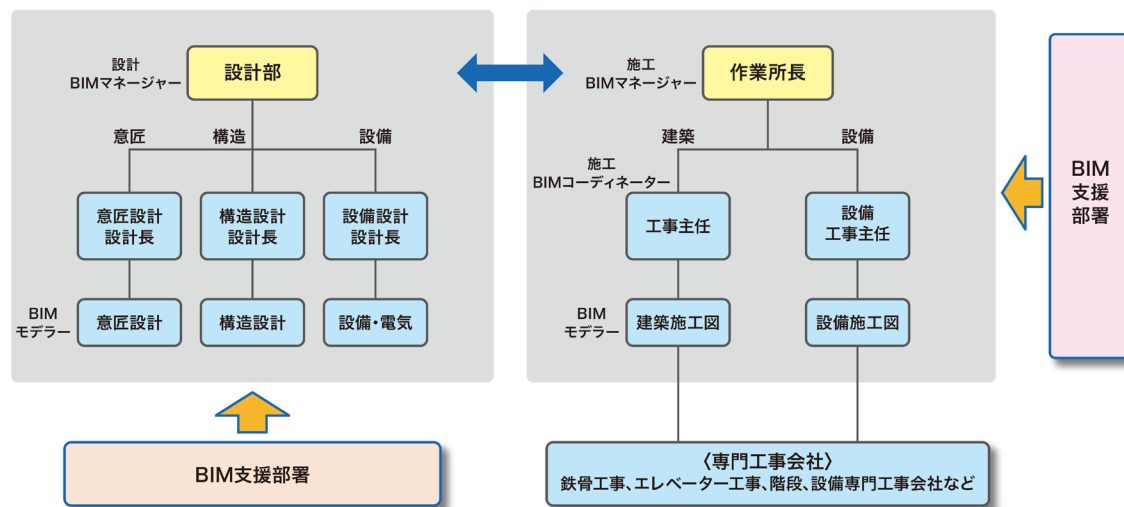 設計
BIMマネージャー
設計部
意匠
構造
設備
意匠設計
設計長
構造設計
設計長
設備設計
設計長
BIM
モデラー
意匠設計
構造設計
設備・電気
BIM支援部署
施工
BIMマネージャー
作業所長
建築
設備
施工
BIMコーディネーター
工事主任
設備
工事主任
BIM
モデラー
建築施工図
設備施工図
〈専門工事会社〉
鉄骨工事、エレベーター工事、階段、設備専門工事会社など
BIM
支援
部署